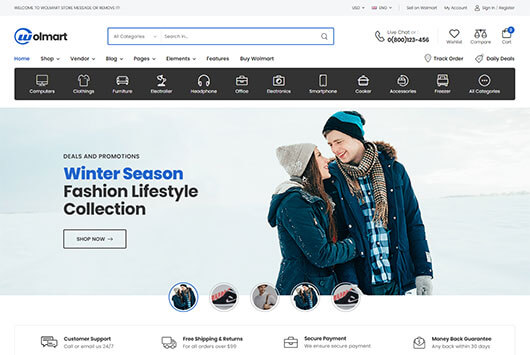 WELCOME TO WOLMART STORE MESSAGE OR REMOVE IT!
USD ENG Sell on Wolmart My Account Sign in / Register
Wolmart
All Categories Search in...
Live Chat or :
0(800)123-456
Wishlist Compare Cart
Home Shop Vendor Blog Pages Elements Features Buy Wolmart
Track Order Daily Deals
Computers Clothings Furniture Electroiler Headphone Office Electronics Smartphone Cooker Accessories Freezer All Categories
DEALS AND PROMOTIONS
Winter Season
Fashion Lifestyle
Collection
SHOP NOW
Customer Support
Call or email us 24/7
Free Shipping & Returns
For all orders over $99
Secure Payment
We ensure secure payment
Money Back Guarantee
Any back within 30 days